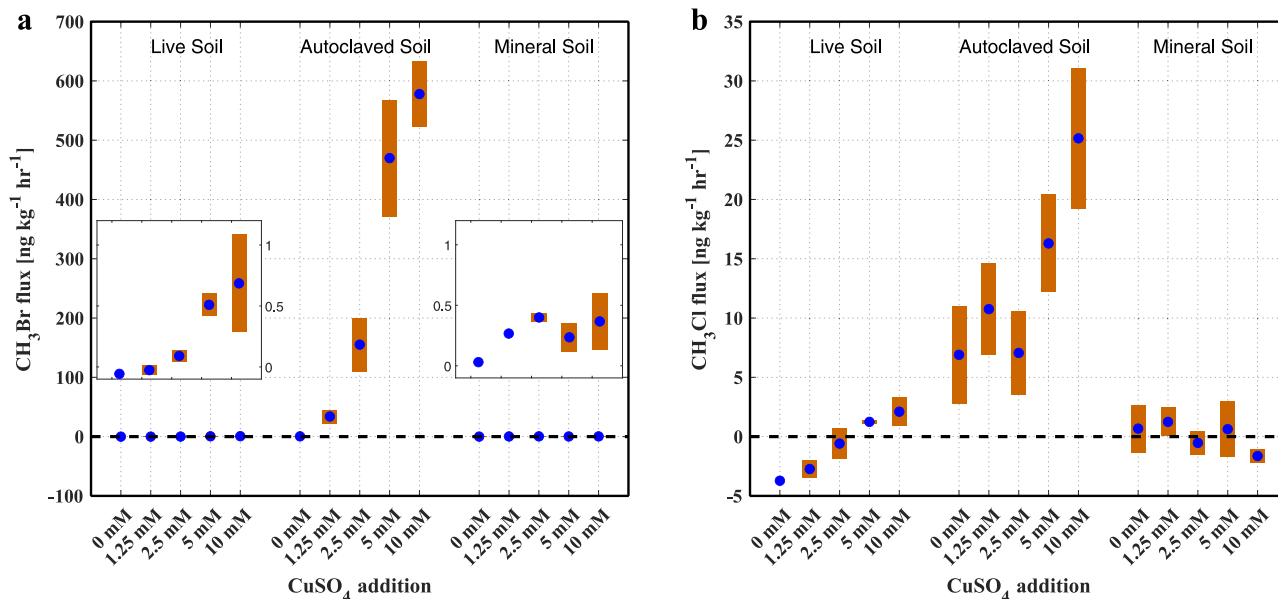 a
Live Soil
Autoclaved Soil
Mineral Soil
CH3Br flux [ng kg-1 hr-1]
700
600
500
400
300
200
100
0
-100
1
0.5
0
1
0.5
0
0 mM
1.25 mM
2.5 mM
5 mM
10 mM
0 mM
1.25 mM
2.5 mM
5 mM
10 mM
0 mM
1.25 mM
2.5 mM
5 mM
10 mM
CuSO4 addition
b
Live Soil
Autoclaved Soil
Mineral Soil
CH3Cl flux [ng kg-1 hr-1]
35
30
25
20
15
10
5
0
-5
0 mM
1.25 mM
2.5 mM
5 mM
10 mM
0 mM
1.25 mM
2.5 mM
5 mM
10 mM
0 mM
1.25 mM
2.5 mM
5 mM
10 mM
CuSO4 addition